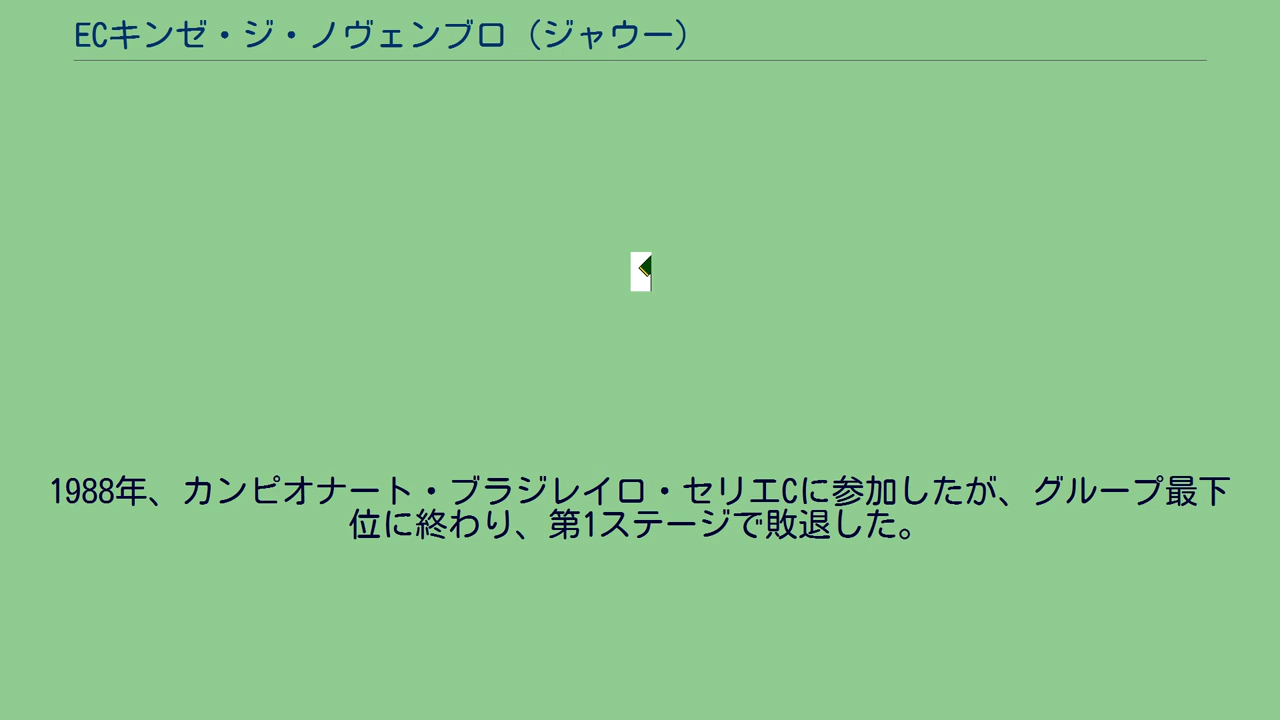 ECキンゼ・ジ・ノヴェンブロ（ジャウー）
1988年、カンピオナート・ブラジレイロ・セリエCに参加したが、グループ最下
位に終わり、第1ステージで敗退した。